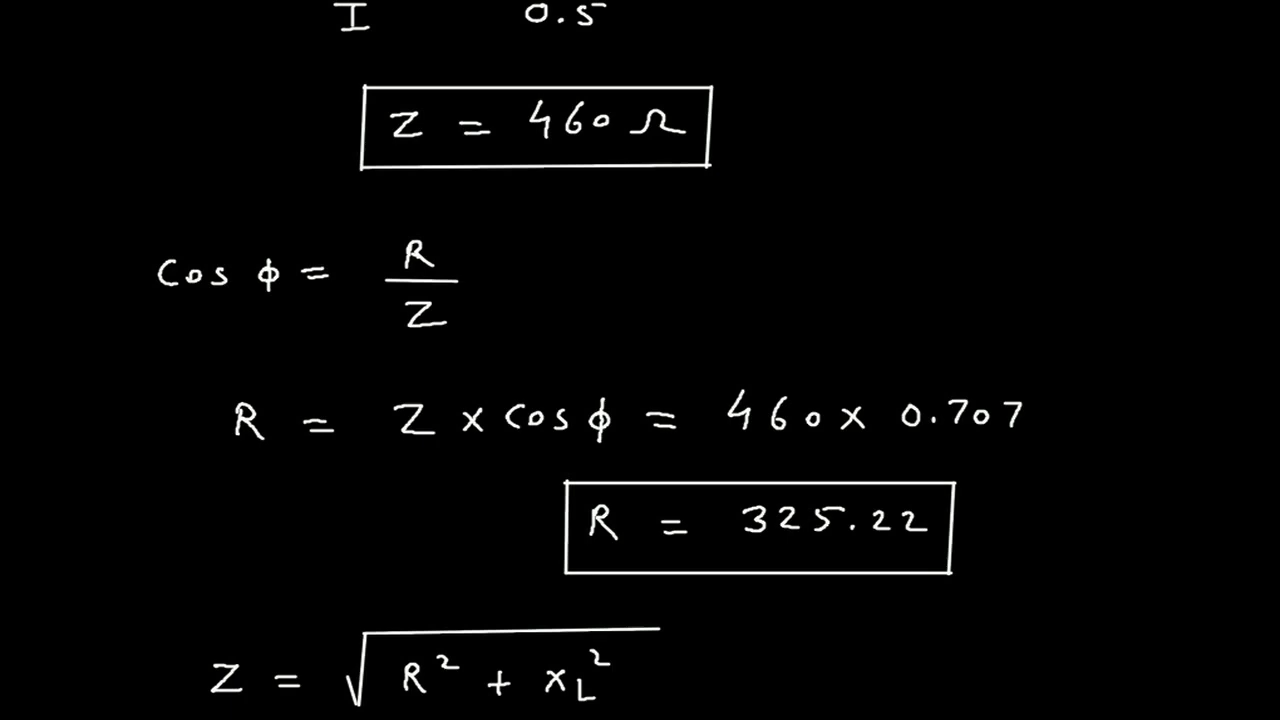 I 0.5
Z = 460 Ω
Cos ϕ = R / Z
R = Z x Cos ϕ = 460 x 0.707
R = 325.22
Z = √(R² + X_L²)